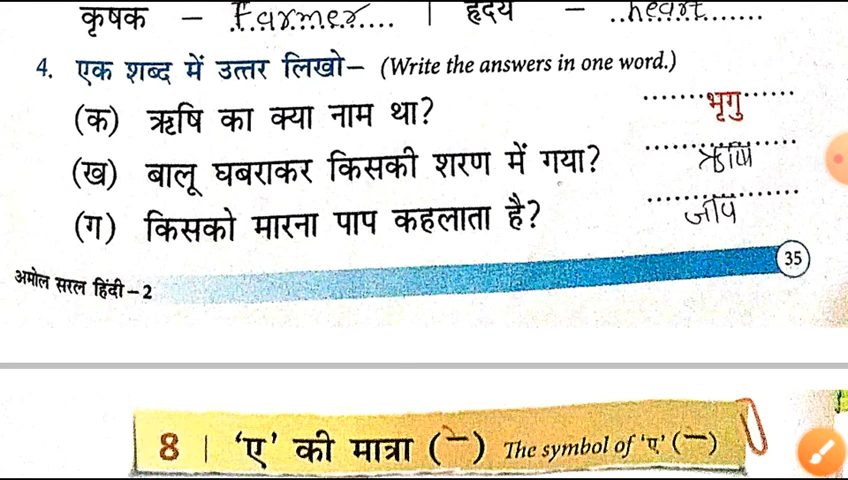 कृषक – Farmer | हृदय – heart
4. एक शब्द में उत्तर लिखो– (Write the answers in one word.)
(क) ऋषि का क्या नाम था? भृगु
(ख) बालू घबराकर किसकी शरण में गया? ऋषि
(ग) किसको मारना पाप कहलाता है? जीव
35
अमोल सरल हिंदी–2
8 | ‘ए’ की मात्रा (े) The symbol of ‘ए’ (े)